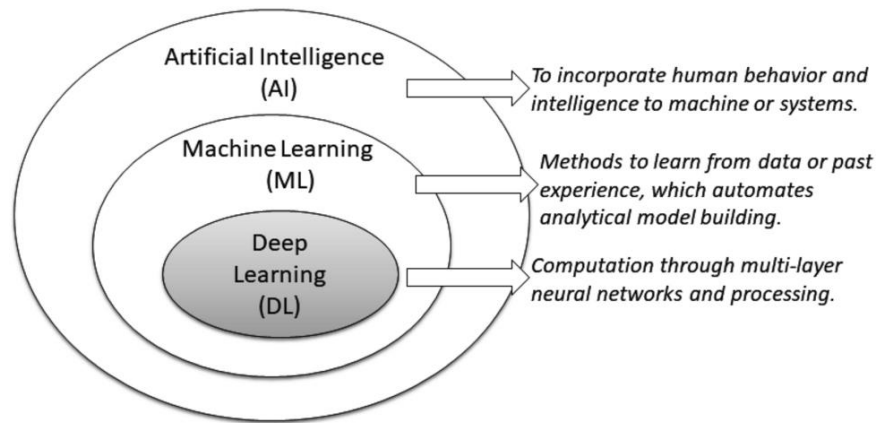 Artificial Intelligence
(AI)
To incorporate human behavior and
intelligence to machine or systems.
Machine Learning
(ML)
Methods to learn from data or past
experience, which automates
analytical model building.
Deep
Learning
(DL)
Computation through multi-layer
neural networks and processing.